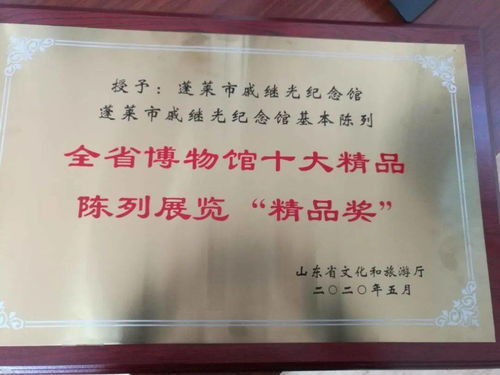 授予：蓬莱市戚继光纪念馆
蓬莱市戚继光纪念馆基本陈列
全省博物馆十大精品
陈列展览“精品奖”
山东省文化和旅游厅
二〇二〇年五月